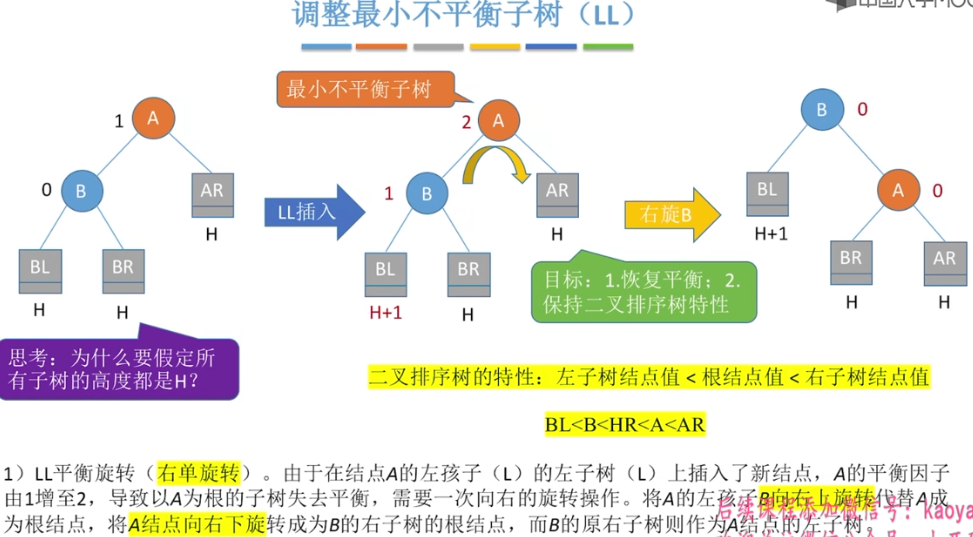 中国大学MOO
调整最小不平衡子树（LL）
最小不平衡子树
1 A
0 B
AR
H
BL
BR
H
H
LL插入
2 A
1 B
AR
H
BL
BR
H+1
H
右旋B
B 0
BL
H+1
A 0
BR
AR
H
H
目标：1.恢复平衡；2.
保持二叉排序树特性
思考：为什么要假定所
有子树的高度都是H？
二叉排序树的特性：左子树结点值 < 根结点值 < 右子树结点值
BL<B<HR<A<AR
1）LL平衡旋转（右单旋转）。由于在结点A的左孩子（L）的左子树（L）上插入了新结点，A的平衡因子
由1增至2，导致以A为根的子树失去平衡，需要一次向右的旋转操作。将A的左孩子B向右上旋转代替A成
为根结点，将A结点向右下旋转成为B的右子树的根结点，而B的原右子树则作为A结点的左子树。
后续课程添加微信号：kaoya